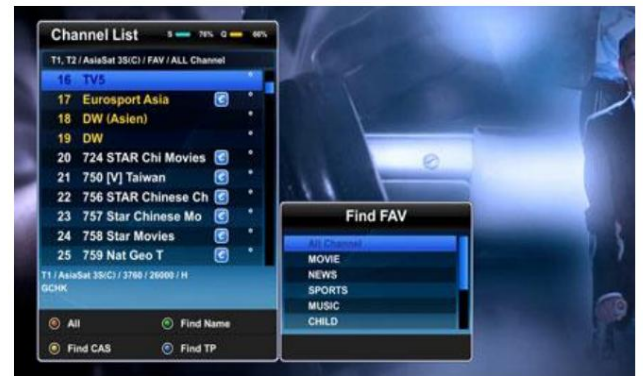 Channel List S 76% Q 66%
T1, T2 / AsiaSat 3S(C) / FAV / ALL Channel
16 TV5
17 Eurosport Asia
18 DW (Asien)
19 DW
20 724 STAR Chi Movies
21 750 [V] Taiwan
22 756 STAR Chinese Ch
23 757 Star Chinese Mo
24 758 Star Movies
25 759 Nat Geo T
T1 / AsiaSat 3S(C) / 3760 / 26000 / H
GCHK
All Find Name
Find CAS Find TP
Find FAV
All Channel
MOVIE
NEWS
SPORTS
MUSIC
CHILD